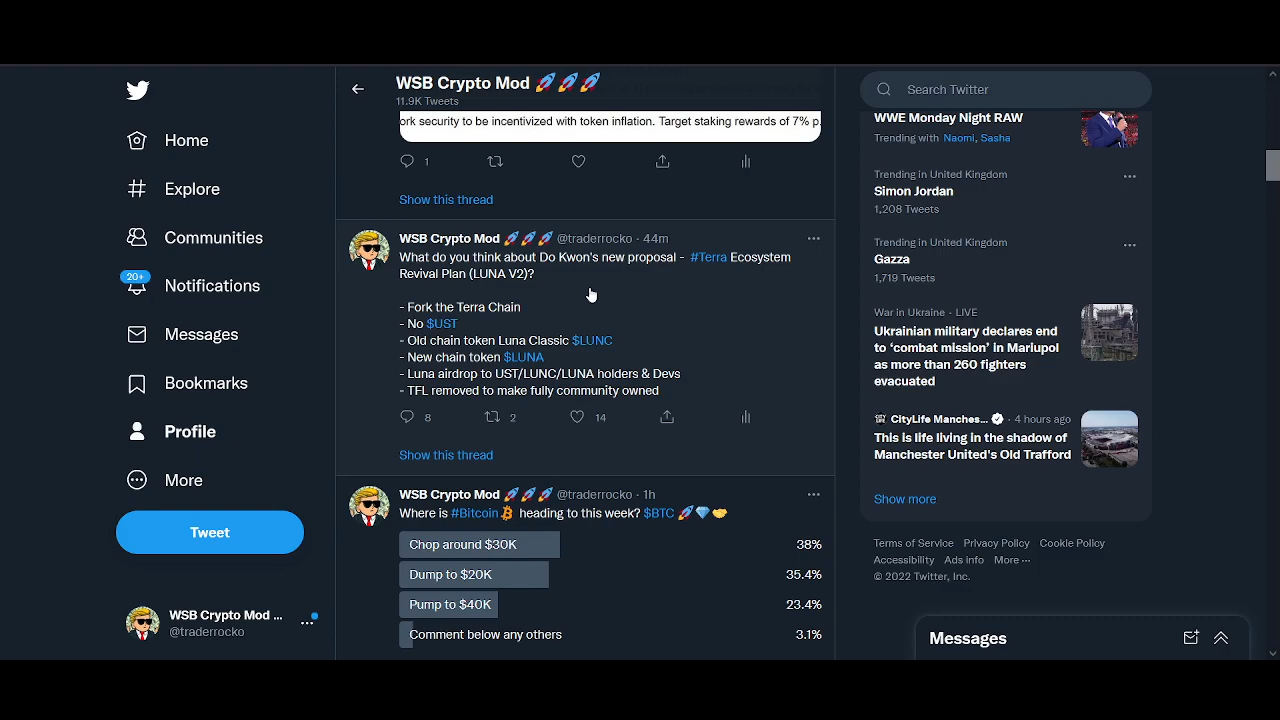 Home
Explore
Communities
20+
Notifications
Messages
Bookmarks
Profile
More
Tweet
WSB Crypto Mod ...
@traderrocko
WSB Crypto Mod 🚀🚀🚀
11.9K Tweets
ork security to be incentivized with token inflation. Target staking rewards of 7% p.
1
Show this thread
WSB Crypto Mod 🚀🚀🚀 @traderrocko · 44m
What do you think about Do Kwon's new proposal - #Terra Ecosystem
Revival Plan (LUNA V2)?
- Fork the Terra Chain
- No $UST
- Old chain token Luna Classic $LUNC
- New chain token $LUNA
- Luna airdrop to UST/LUNC/LUNA holders & Devs
- TFL removed to make fully community owned
8 2 14
Show this thread
WSB Crypto Mod 🚀🚀🚀 @traderrocko · 1h
Where is #Bitcoin heading to this week? $BTC 🚀💎🤝
Chop around $30K 38%
Dump to $20K 35.4%
Pump to $40K 23.4%
Comment below any others 3.1%
Search Twitter
WWE Monday Night RAW
Trending with Naomi, Sasha
Trending in United Kingdom
Simon Jordan
1,208 Tweets
Trending in United Kingdom
Gazza
1,719 Tweets
War in Ukraine · LIVE
Ukrainian military declares end
to ‘combat mission’ in Mariupol
as more than 260 fighters
evacuated
CityLife Manches... · 4 hours ago
This is life living in the shadow of
Manchester United's Old Trafford
Show more
Terms of Service Privacy Policy Cookie Policy
Accessibility Ads info More ···
© 2022 Twitter, Inc.
Messages